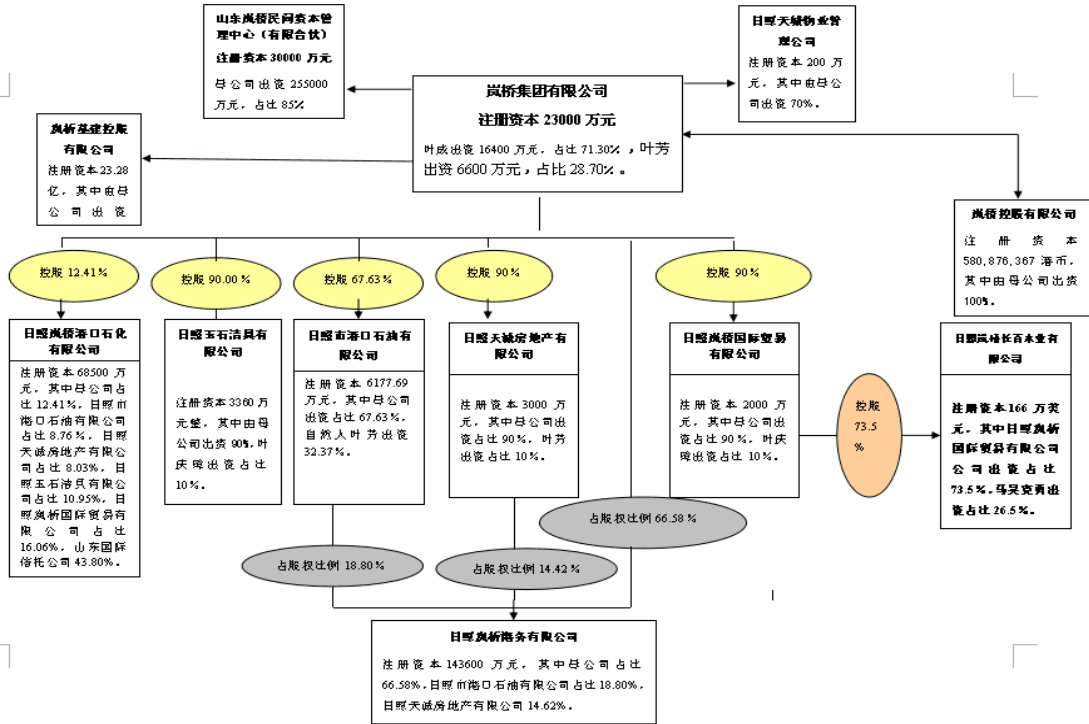 山东岚桥民间资本管
理中心（有限合伙）
注册资本30000 万元
母公司出资 255000
万元，占比 85%
日照天诚物业管
理公司
注册资本 200 万
元，其中由母公
司出资 70%。
岚桥集团有限公司
注册资本 23000 万元
叶成出资 16400 万元，占比 71.30% ，叶芳
出资 6600 万元，占比 28.70% 。
岚桥基建控股
有限公司
注册资本 23.28
亿，其中由母
公司出资
岚桥控股有限公司
注册资本
580,876,367 港币，
其中由母公司出资
100%。
控股 12.41%
控股 90.00%
控股 67.63%
控股 90%
控股 90%
日照岚桥港口石化
有限公司
注册资本 68500 万
元，其中母公司占
比 12.41%，日照市
港口石油有限公司
占比 8.76%，日照
天诚房地产有限公
司占比 8.03%，日
照玉石洁具有限公
司占比 10.95%，日
照岚桥国际贸易有
限公司占比
16.06%，山东国际
信托公司 43.80%。
日照玉石洁具有
限公司
注册资本 3360 万
元整，其中由母
公司出资 90%，叶
庆 出资占比
10%。
日照市港口石油有
限公司
注册资本 6177.69
万元，其中母公司
出资占比 67.63%，
自然人叶芳出资
32.37%。
日照天诚房地产有
限公司
注册资本 3000 万
元，其中母公司出
资占比 90%，叶芳
出资占比 10%。
日照岚桥国际贸易
有限公司
注册资本 2000 万
元，其中母公司出
资占比 90%，叶庆
出资占比 10%。
控股
73.5
%
日照岚桥长百木业有
限公司
注册资本 166 万美
元，其中日照岚桥
国际贸易有限公司
公司出资占比
73.5%，马吴克勇出
资占比 26.5%。
占股权比例 66.58%
占股权比例 18.80%
占股权比例 14.42%
日照岚桥港务有限公司
注册资本 143600 万元，其中母公司占比
66.58%，日照市港口石油有限公司占比 18.80%，
日照天诚房地产有限公司 14.62%。